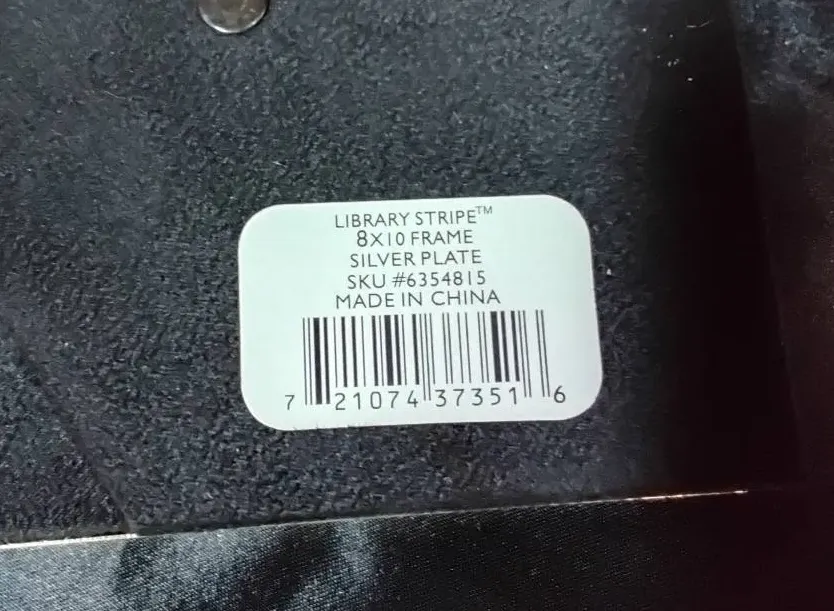 LIBRARY STRIPE™
8X10 FRAME
SILVER PLATE
SKU #6354815
MADE IN CHINA
7 21074 37351 6